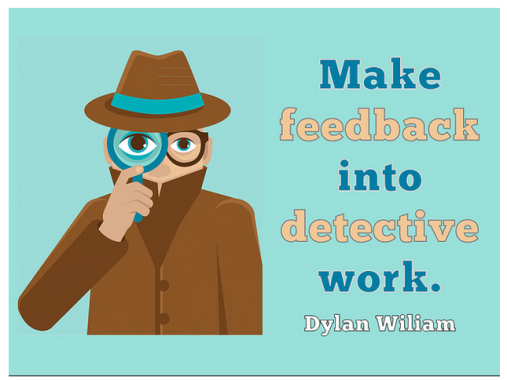 Make
feedback
into
detective
work.
Dylan Wiliam